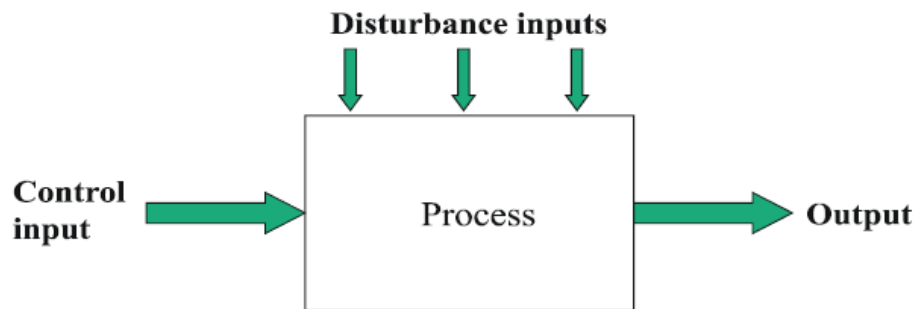 Disturbance inputs
Control
input
Process
Output